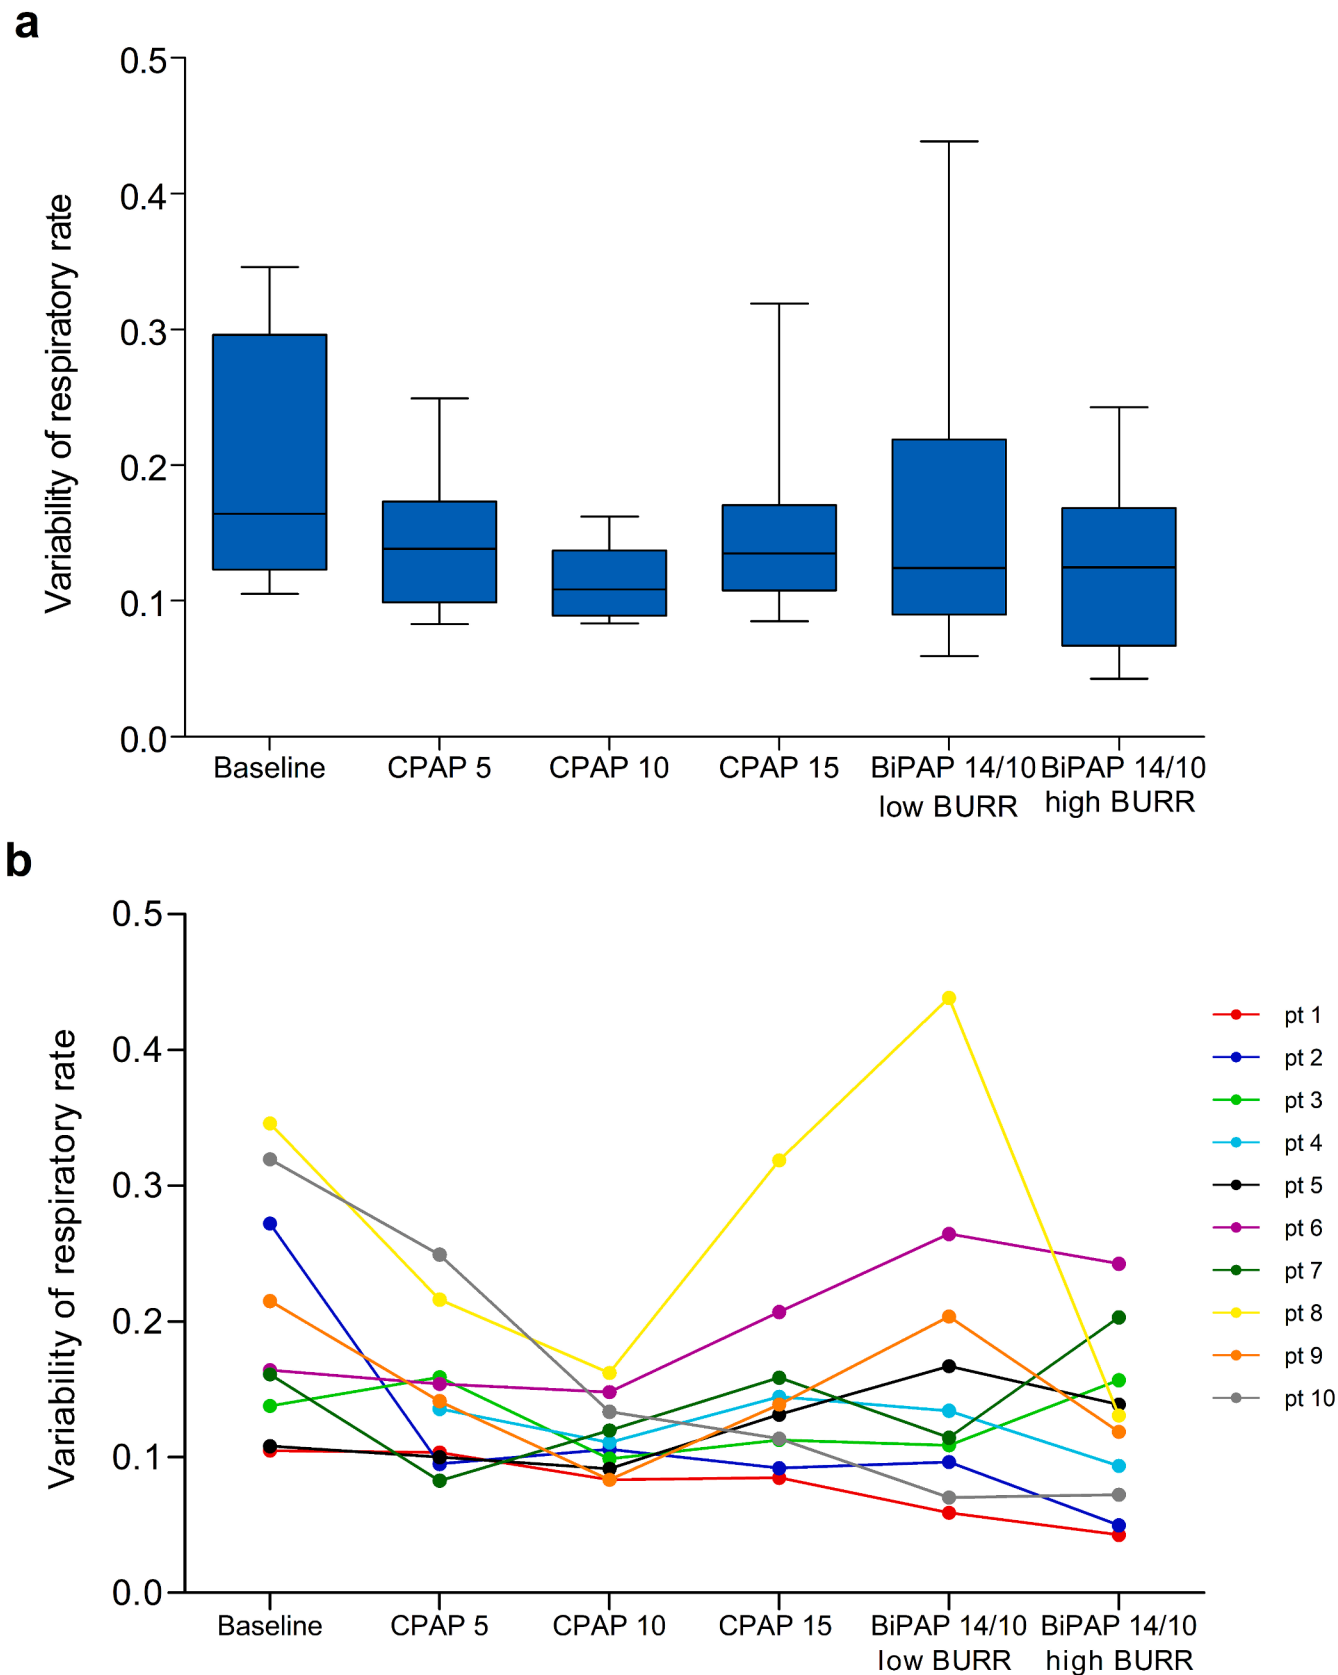 a
Variability of respiratory rate
0.5
0.4
0.3
0.2
0.1
0.0
Baseline
CPAP 5
CPAP 10
CPAP 15
BiPAP 14/10
low BURR
BiPAP 14/10
high BURR
b
Variability of respiratory rate
0.5
0.4
0.3
0.2
0.1
0.0
Baseline
CPAP 5
CPAP 10
CPAP 15
BiPAP 14/10
low BURR
BiPAP 14/10
high BURR
pt 1
pt 2
pt 3
pt 4
pt 5
pt 6
pt 7
pt 8
pt 9
pt 10